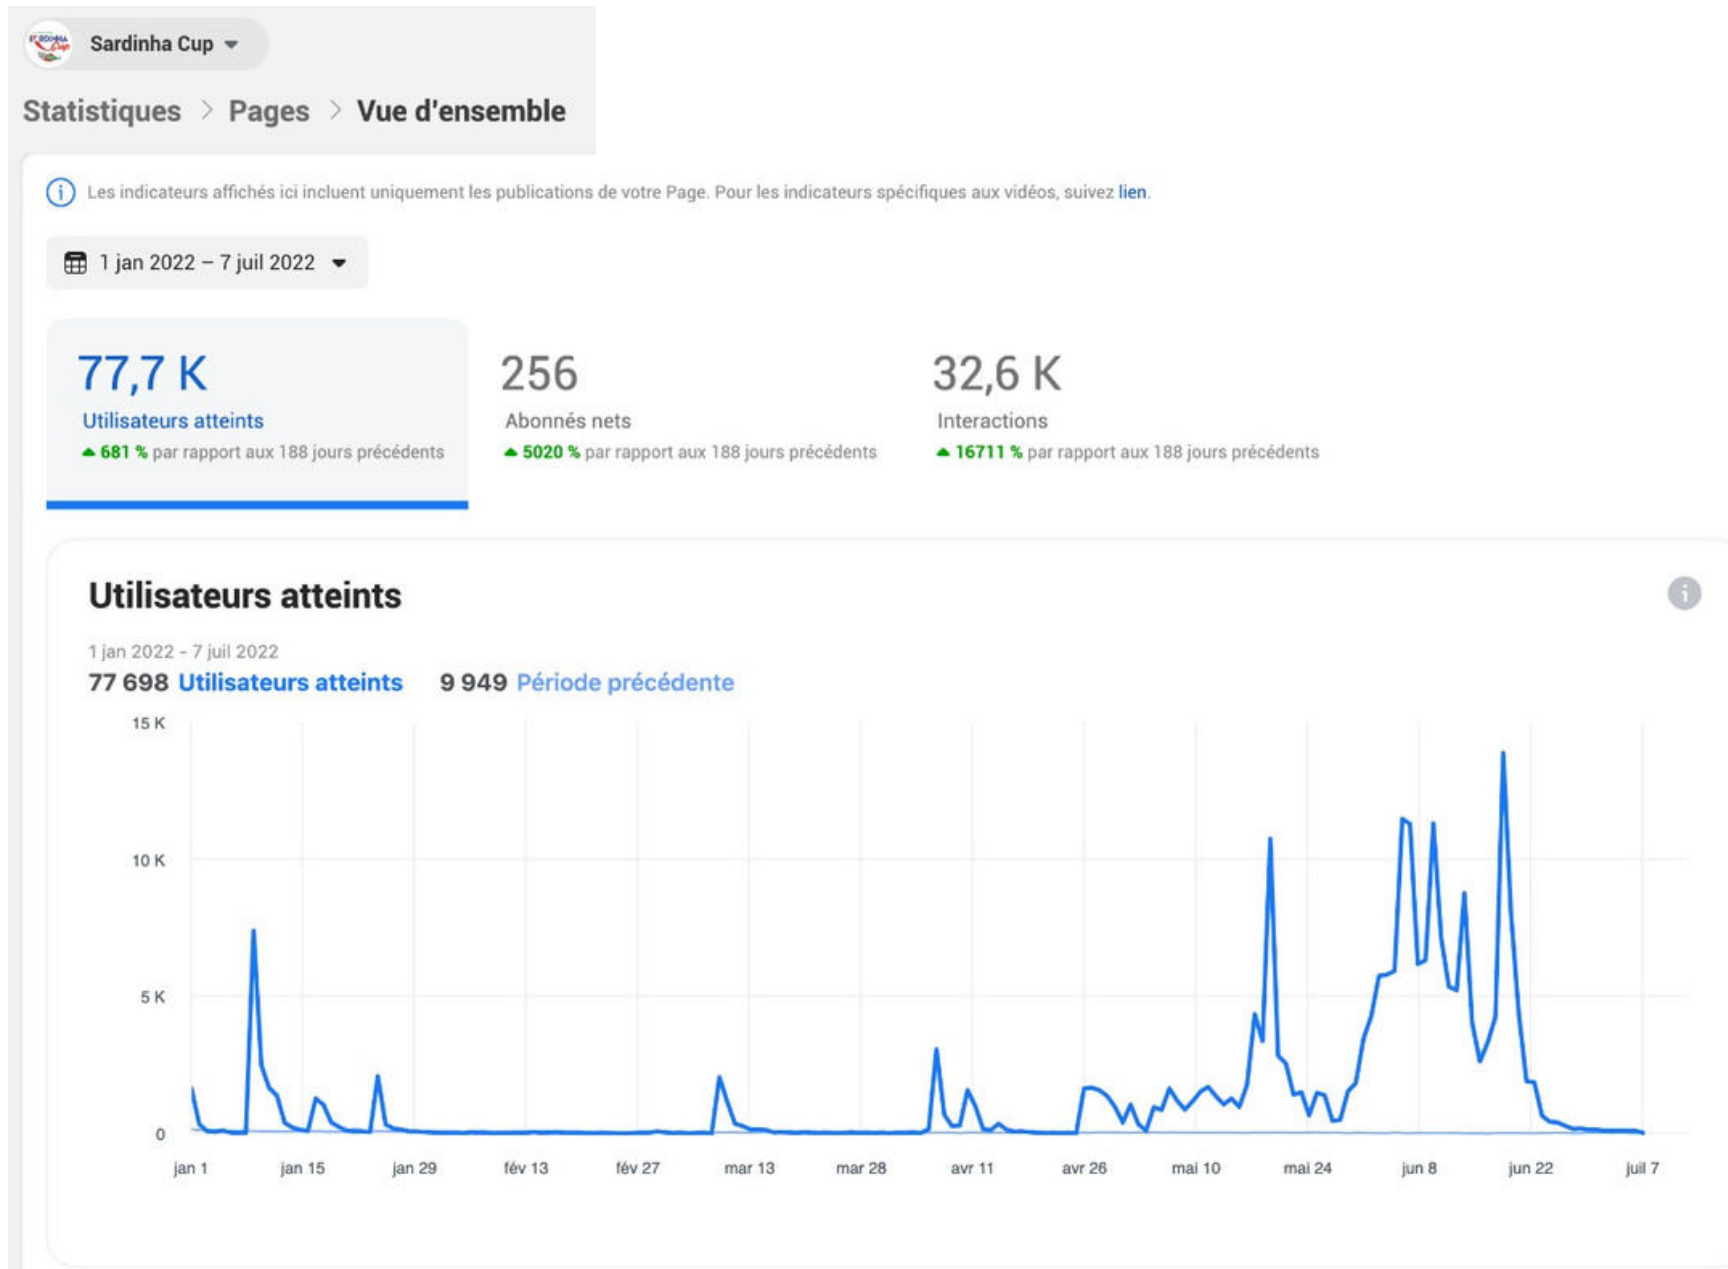 Sardinha Cup
Statistiques > Pages > Vue d'ensemble
Les indicateurs affichés ici incluent uniquement les publications de votre Page. Pour les indicateurs spécifiques aux vidéos, suivez lien.
1 jan 2022 – 7 juil 2022
77,7 K
Utilisateurs atteints
681 % par rapport aux 188 jours précédents
256
Abonnés nets
5020 % par rapport aux 188 jours précédents
32,6 K
Interactions
16711 % par rapport aux 188 jours précédents
Utilisateurs atteints
1 jan 2022 - 7 juil 2022
77 698 Utilisateurs atteints 9 949 Période précédente
15 K
10 K
5 K
0
jan 1 jan 15 jan 29 fév 13 fév 27 mar 13 mar 28 avr 11 avr 26 mai 10 mai 24 jun 8 jun 22 juil 7